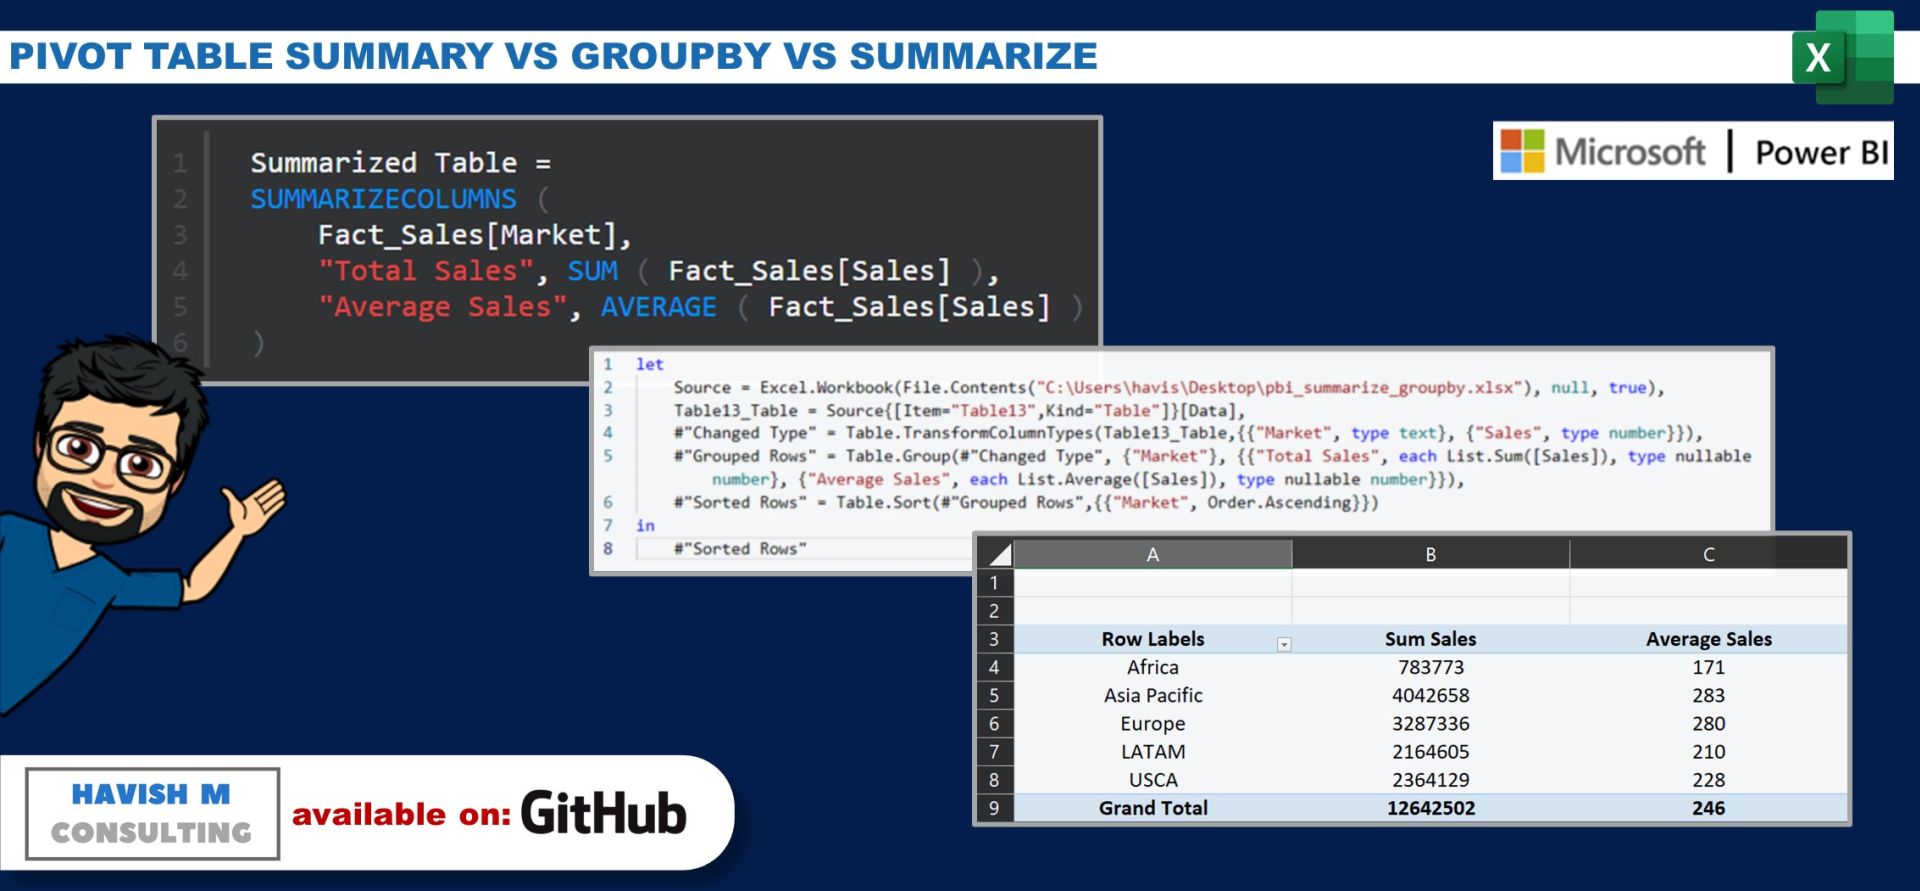 PIVOT TABLE SUMMARY VS GROUPBY VS SUMMARIZE
X
Microsoft | Power BI
1 Summarized Table =
2 SUMMARIZECOLUMNS (
3 Fact_Sales[Market],
4 "Total Sales", SUM ( Fact_Sales[Sales] ),
5 "Average Sales", AVERAGE ( Fact_Sales[Sales] )
6 )
1 let
2 Source = Excel.Workbook(File.Contents("C:\Users\havis\Desktop\pbi_summarize_groupby.xlsx"), null, true),
3 Table13_Table = Source{[Item="Table13",Kind="Table"]}[Data],
4 #"Changed Type" = Table.TransformColumnTypes(Table13_Table,{{"Market", type text}, {"Sales", type number}}),
5 #"Grouped Rows" = Table.Group(#"Changed Type", {"Market"}, {{"Total Sales", each List.Sum([Sales]), type nullable
number}, {"Average Sales", each List.Average([Sales]), type nullable number}}),
6 #"Sorted Rows" = Table.Sort(#"Grouped Rows",{{"Market", Order.Ascending}})
7 in
8 #"Sorted Rows"
A B C
1
2
3 Row Labels Sum Sales Average Sales
4 Africa 783773 171
5 Asia Pacific 4042658 283
6 Europe 3287336 280
7 LATAM 2164605 210
8 USCA 2364129 228
9 Grand Total 12642502 246
HAVISH M
CONSULTING
available on: GitHub